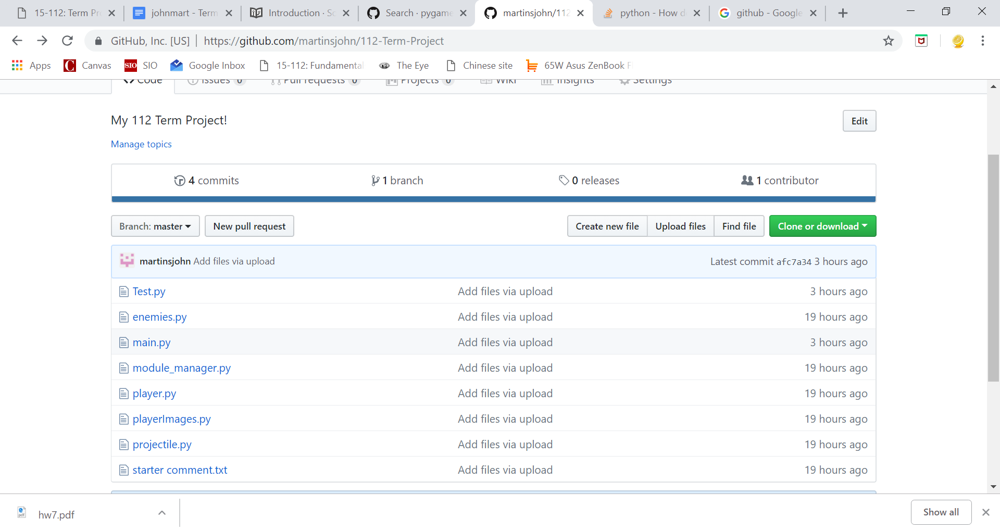 15-112: Term Pr
johnmart - Term
Introduction · Sc
Search · pygame
martinsjohn/112
python - How d
github - Google
GitHub, Inc. [US] https://github.com/martinsjohn/112-Term-Project
Apps Canvas SIO SIO Google Inbox 15-112: Fundamental The Eye Chinese site 65W Asus ZenBook F
Code Issues 0 Pull requests 0 Projects 0 Wiki Insights Settings
My 112 Term Project!
Edit
Manage topics
4 commits 1 branch 0 releases 1 contributor
Branch: master New pull request Create new file Upload files Find file Clone or download
martinsjohn Add files via upload Latest commit afc7a34 3 hours ago
Test.py Add files via upload 3 hours ago
enemies.py Add files via upload 19 hours ago
main.py Add files via upload 3 hours ago
module_manager.py Add files via upload 19 hours ago
player.py Add files via upload 19 hours ago
playerImages.py Add files via upload 19 hours ago
projectile.py Add files via upload 19 hours ago
starter comment.txt Add files via upload 19 hours ago
hw7.pdf Show all